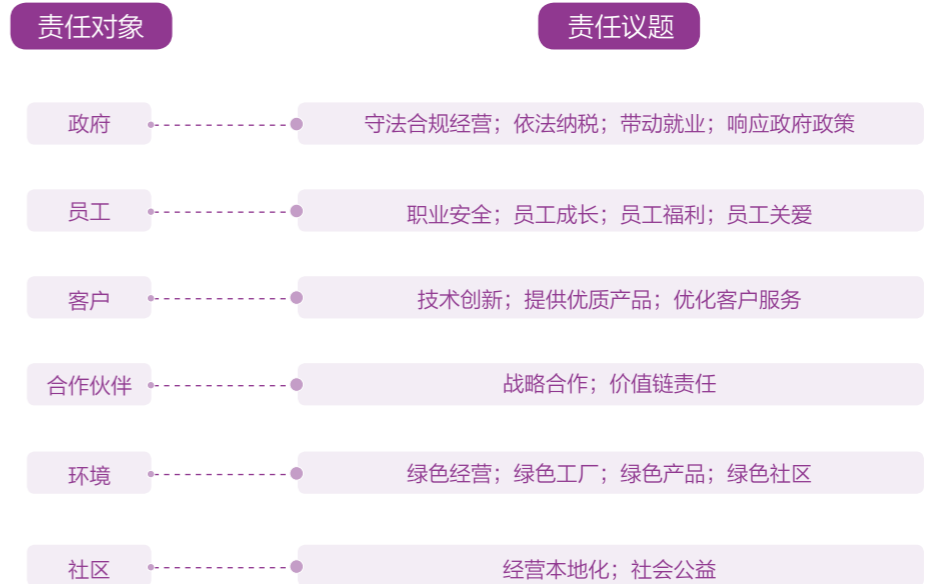 责任对象 责任议题
政府 守法合规经营；依法纳税；带动就业；响应政府政策
员工 职业安全；员工成长；员工福利；员工关爱
客户 技术创新；提供优质产品；优化客户服务
合作伙伴 战略合作；价值链责任
环境 绿色经营；绿色工厂；绿色产品；绿色社区
社区 经营本地化；社会公益